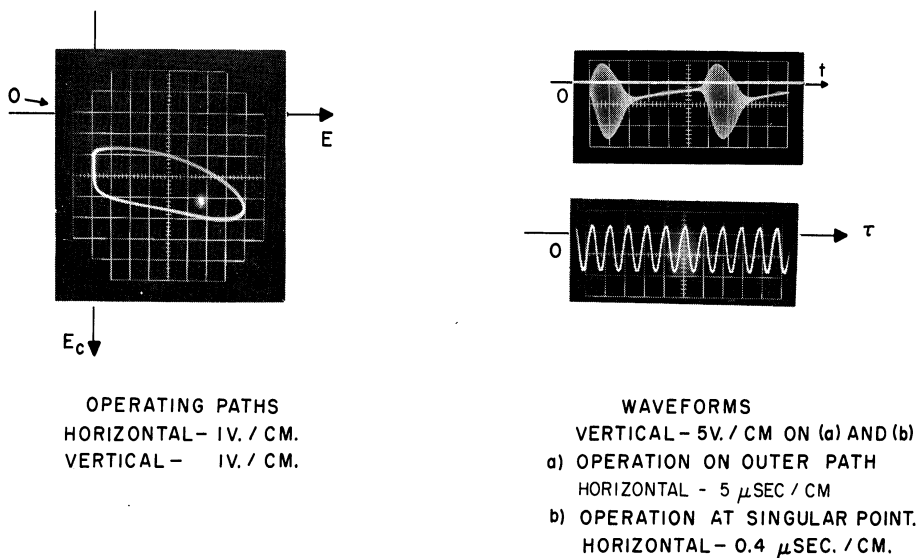 O
E
E_C
OPERATING PATHS
HORIZONTAL– 1V. / CM.
VERTICAL– 1V. / CM.
t
O
O
τ
WAVEFORMS
VERTICAL – 5V. / CM ON (a) AND (b)
a) OPERATION ON OUTER PATH
HORIZONTAL - 5 μSEC / CM
b) OPERATION AT SINGULAR POINT.
HORIZONTAL– 0.4 μSEC. / CM.